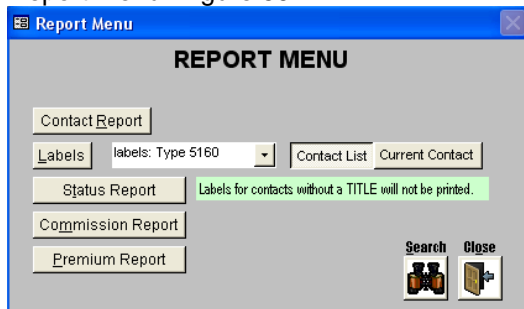 Report Menu
REPORT MENU
Contact Report
Labels labels: Type 5160 Contact List Current Contact
Status Report Labels for contacts without a TITLE will not be printed.
Commission Report
Premium Report
Search Close